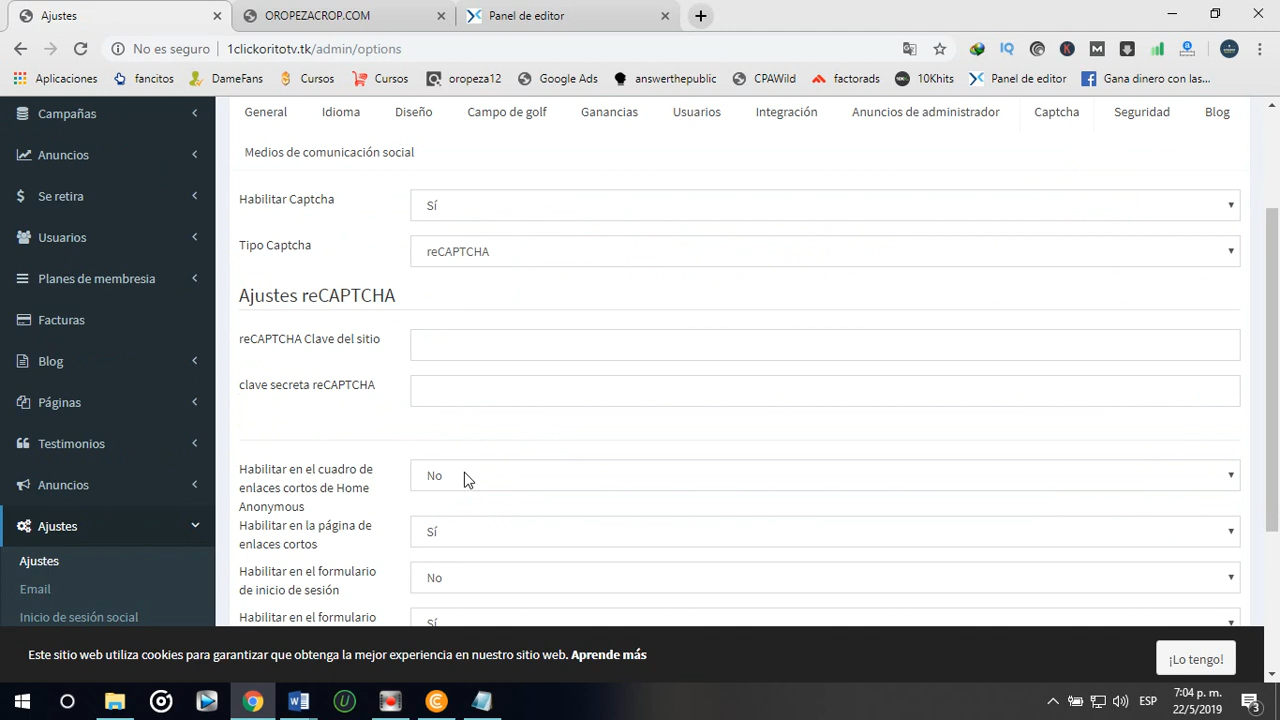 Ajustes
OROPEZACROP.COM
Panel de editor
No es seguro
1clickoritotv.tk/admin/options
Aplicaciones
fancitos
DameFans
Cursos
Cursos
oropeza12
Google Ads
answerthepublic
CPAWild
factorads
10Khits
Panel de editor
Gana dinero con las...
Campañas
Anuncios
Se retira
Usuarios
Planes de membresia
Facturas
Blog
Páginas
Testimonios
Anuncios
Ajustes
Ajustes
Email
Inicio de sesión social
General
Idioma
Diseño
Campo de golf
Ganancias
Usuarios
Integración
Anuncios de administrador
Captcha
Seguridad
Blog
Medios de comunicación social
Habilitar Captcha
Sí
Tipo Captcha
reCAPTCHA
Ajustes reCAPTCHA
reCAPTCHA Clave del sitio
clave secreta reCAPTCHA
Habilitar en el cuadro de
enlaces cortos de Home
Anonymous
No
Habilitar en la página de
enlaces cortos
Sí
Habilitar en el formulario
de inicio de sesión
No
Habilitar en el formulario
Sí
Este sitio web utiliza cookies para garantizar que obtenga la mejor experiencia en nuestro sitio web. Aprende más
¡Lo tengo!
ESP
7:04 p. m.
22/5/2019
3